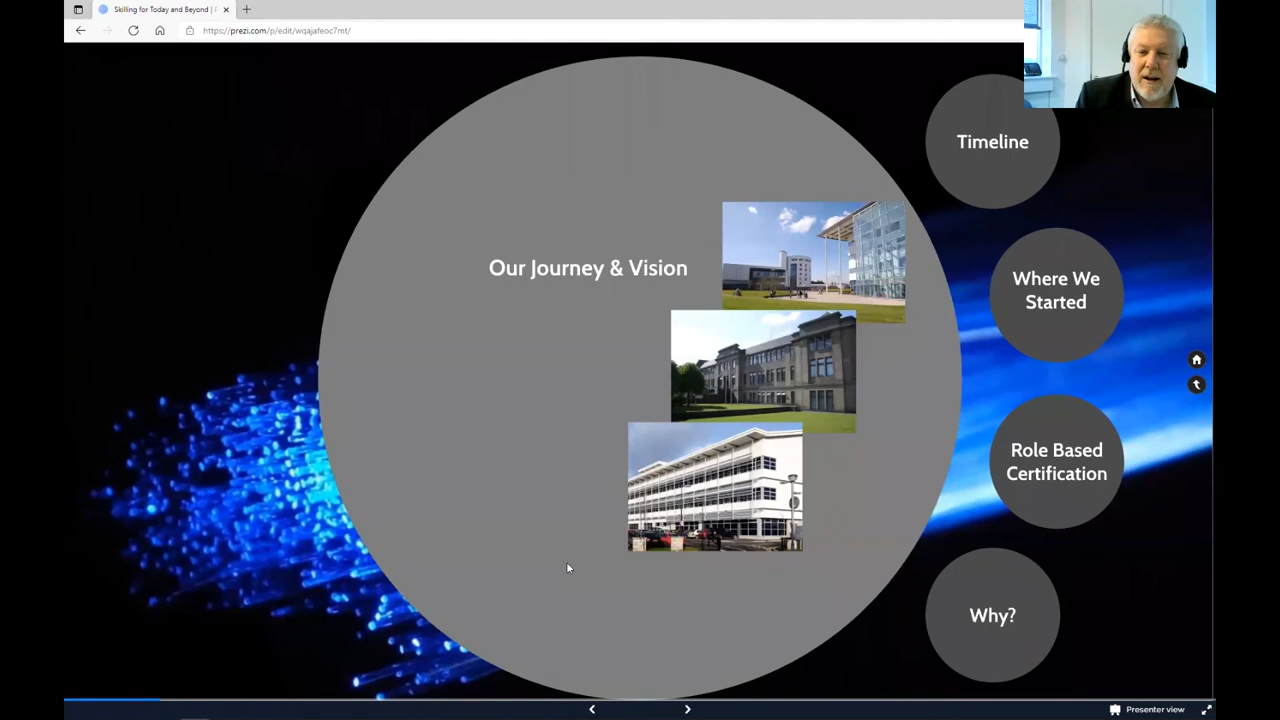 Skilling for Today and Beyond |
https://prezi.com/p/edit/wqajafeoc7mt/
Our Journey & Vision
Timeline
Where We
Started
Role Based
Certification
Why?
Presenter view